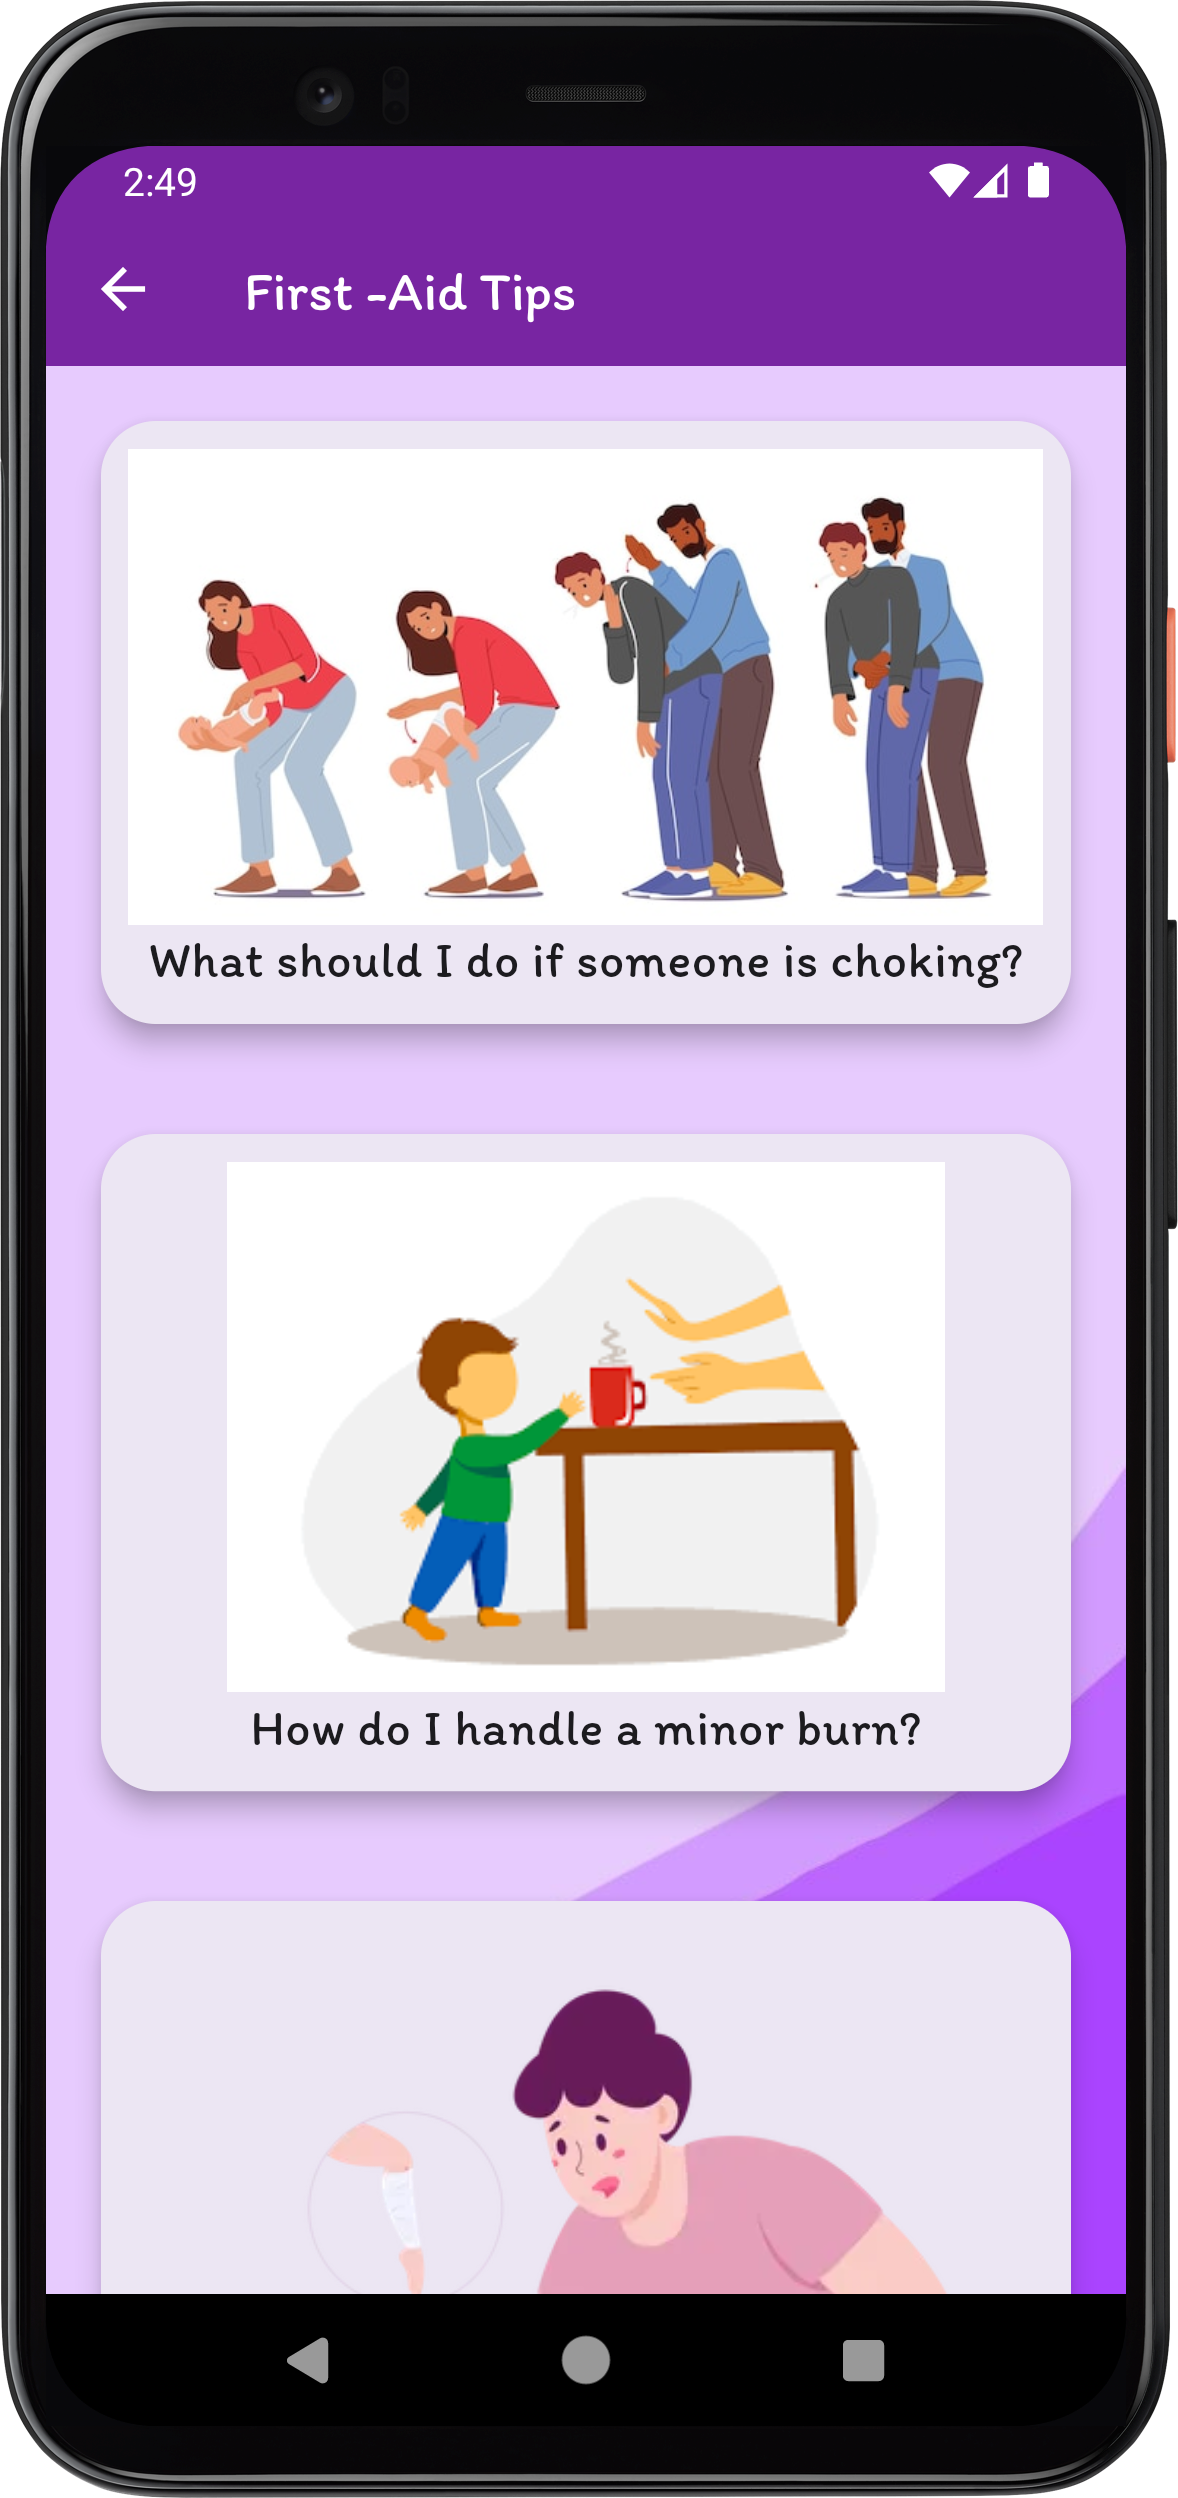 2:49
First -Aid Tips
What should I do if someone is choking?
How do I handle a minor burn?